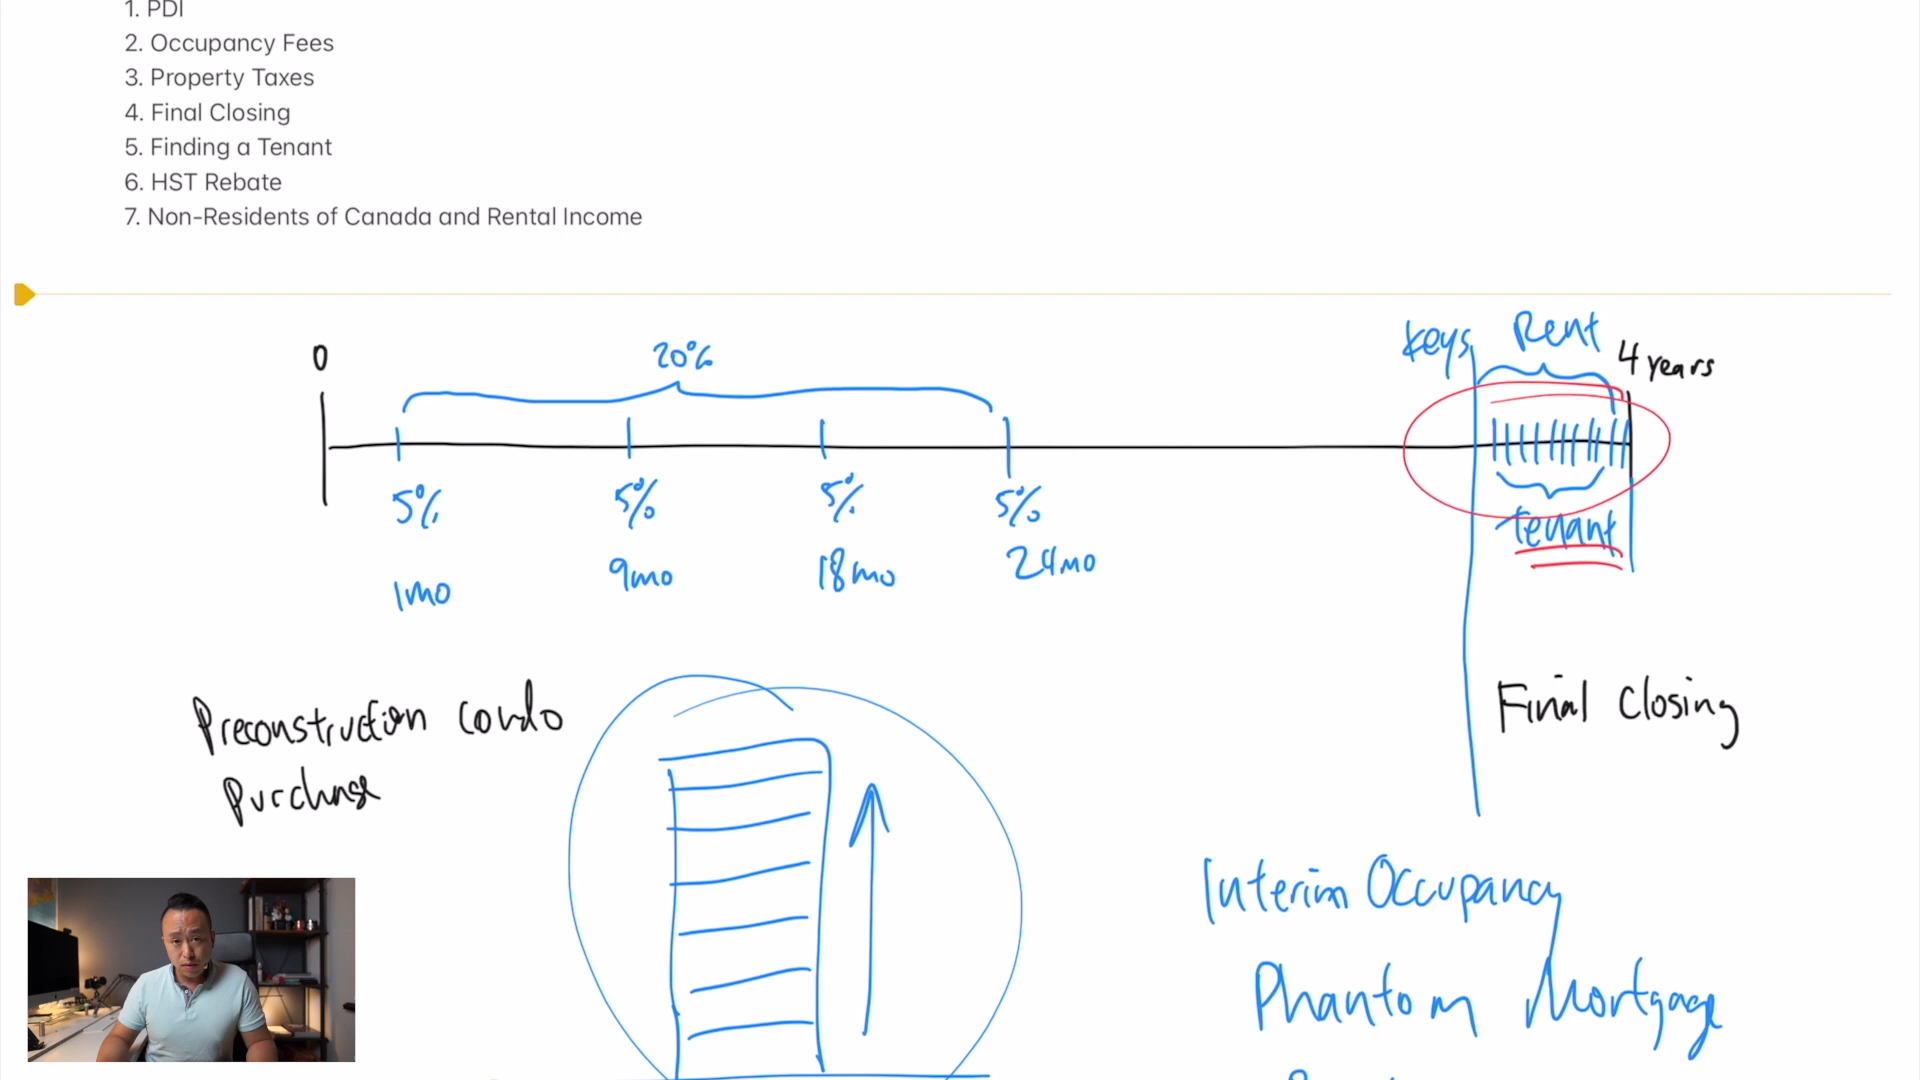 1. PDI
2. Occupancy Fees
3. Property Taxes
4. Final Closing
5. Finding a Tenant
6. HST Rebate
7. Non-Residents of Canada and Rental Income
0
20%
Keys
Rent
4 years
5%
5%
5%
5%
1mo
9mo
18mo
24mo
Tenant
Preconstruction Condo
Purchase
Final Closing
Interim Occupancy
Phantom Mortgage